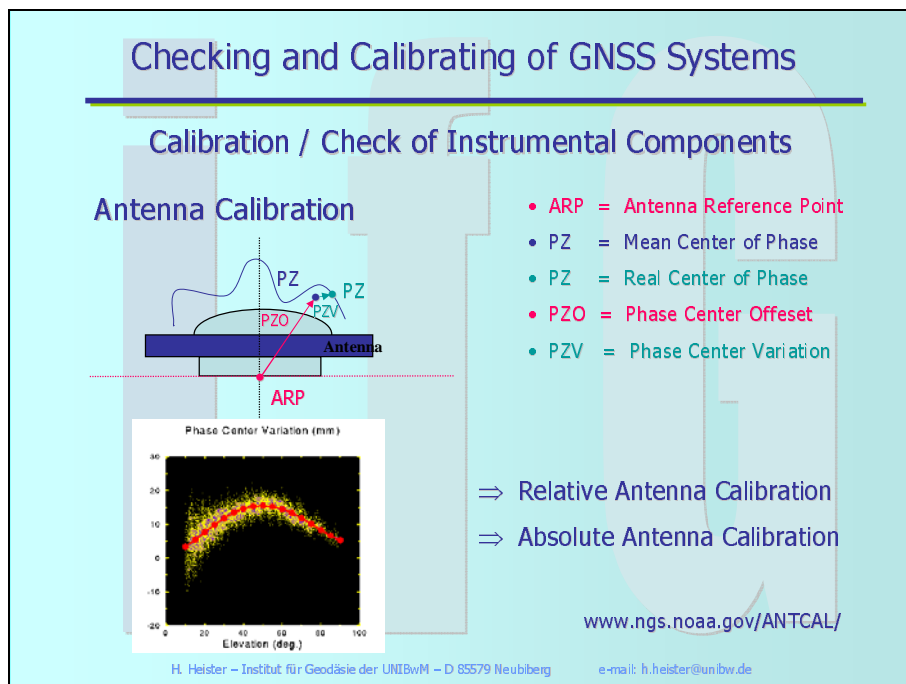 Checking and Calibrating of GNSS Systems
Calibration / Check of Instrumental Components
Antenna Calibration
• ARP = Antenna Reference Point
• PZ = Mean Center of Phase
• PZ = Real Center of Phase
• PZO = Phase Center Offeset
• PZV = Phase Center Variation
PZ
PZ
PZO
PZV
Antenna
ARP
Phase Center Variation (mm)
30
20
10
0
-10
-20
0 20 40 60 80 100
Elevation (deg.)
⇒ Relative Antenna Calibration
⇒ Absolute Antenna Calibration
www.ngs.noaa.gov/ANTCAL/
H. Heister – Institut für Geodäsie der UNIBwM – D 85579 Neubiberg e-mail: h.heister@unibw.de
ifG